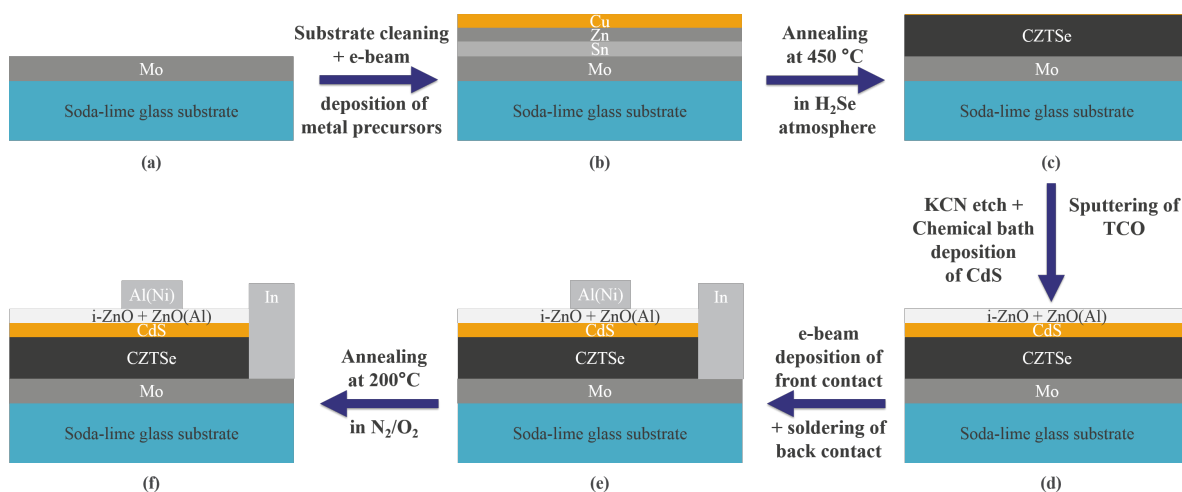 Mo
Soda-lime glass substrate
(a)
Substrate cleaning
+ e-beam
deposition of
metal precursors
Cu
Zn
Sn
Mo
Soda-lime glass substrate
(b)
Annealing
at 450 °C
in H₂Se
atmosphere
CZTSe
Mo
Soda-lime glass substrate
(c)
KCN etch +
Chemical bath
deposition
of CdS
Sputtering of
TCO
i-ZnO + ZnO(Al)
CdS
CZTSe
Mo
Soda-lime glass substrate
(d)
e-beam
deposition of
front contact
+ soldering of
back contact
Al(Ni)
In
i-ZnO + ZnO(Al)
CdS
CZTSe
Mo
Soda-lime glass substrate
(e)
Annealing
at 200°C
in N₂/O₂
Al(Ni)
In
i-ZnO + ZnO(Al)
CdS
CZTSe
Mo
Soda-lime glass substrate
(f)